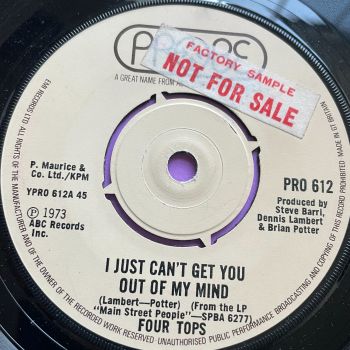 PROBE
A GREAT NAME FROM
FACTORY SAMPLE
NOT FOR SALE
P. Maurice &
Co. Ltd./KPM
YPRO 612A 45
Ⓟ 1973
ABC Records
Inc.
PRO 612
Produced by
Steve Barri,
Dennis Lambert
& Brian Potter
I JUST CAN'T GET YOU
OUT OF MY MIND
(Lambert—Potter) (From the LP
"Main Street People"—SPBA 6277)
FOUR TOPS
EMI RECORDS LTD ALL RIGHTS OF THE MANUFACTURER AND OF THE OWNER OF THE RECORDED WORK RESERVED. UNAUTHORISED PUBLIC PERFORMANCE BROADCASTING AND COPYING OF THIS RECORD PROHIBITED. MADE IN GT BRITAIN